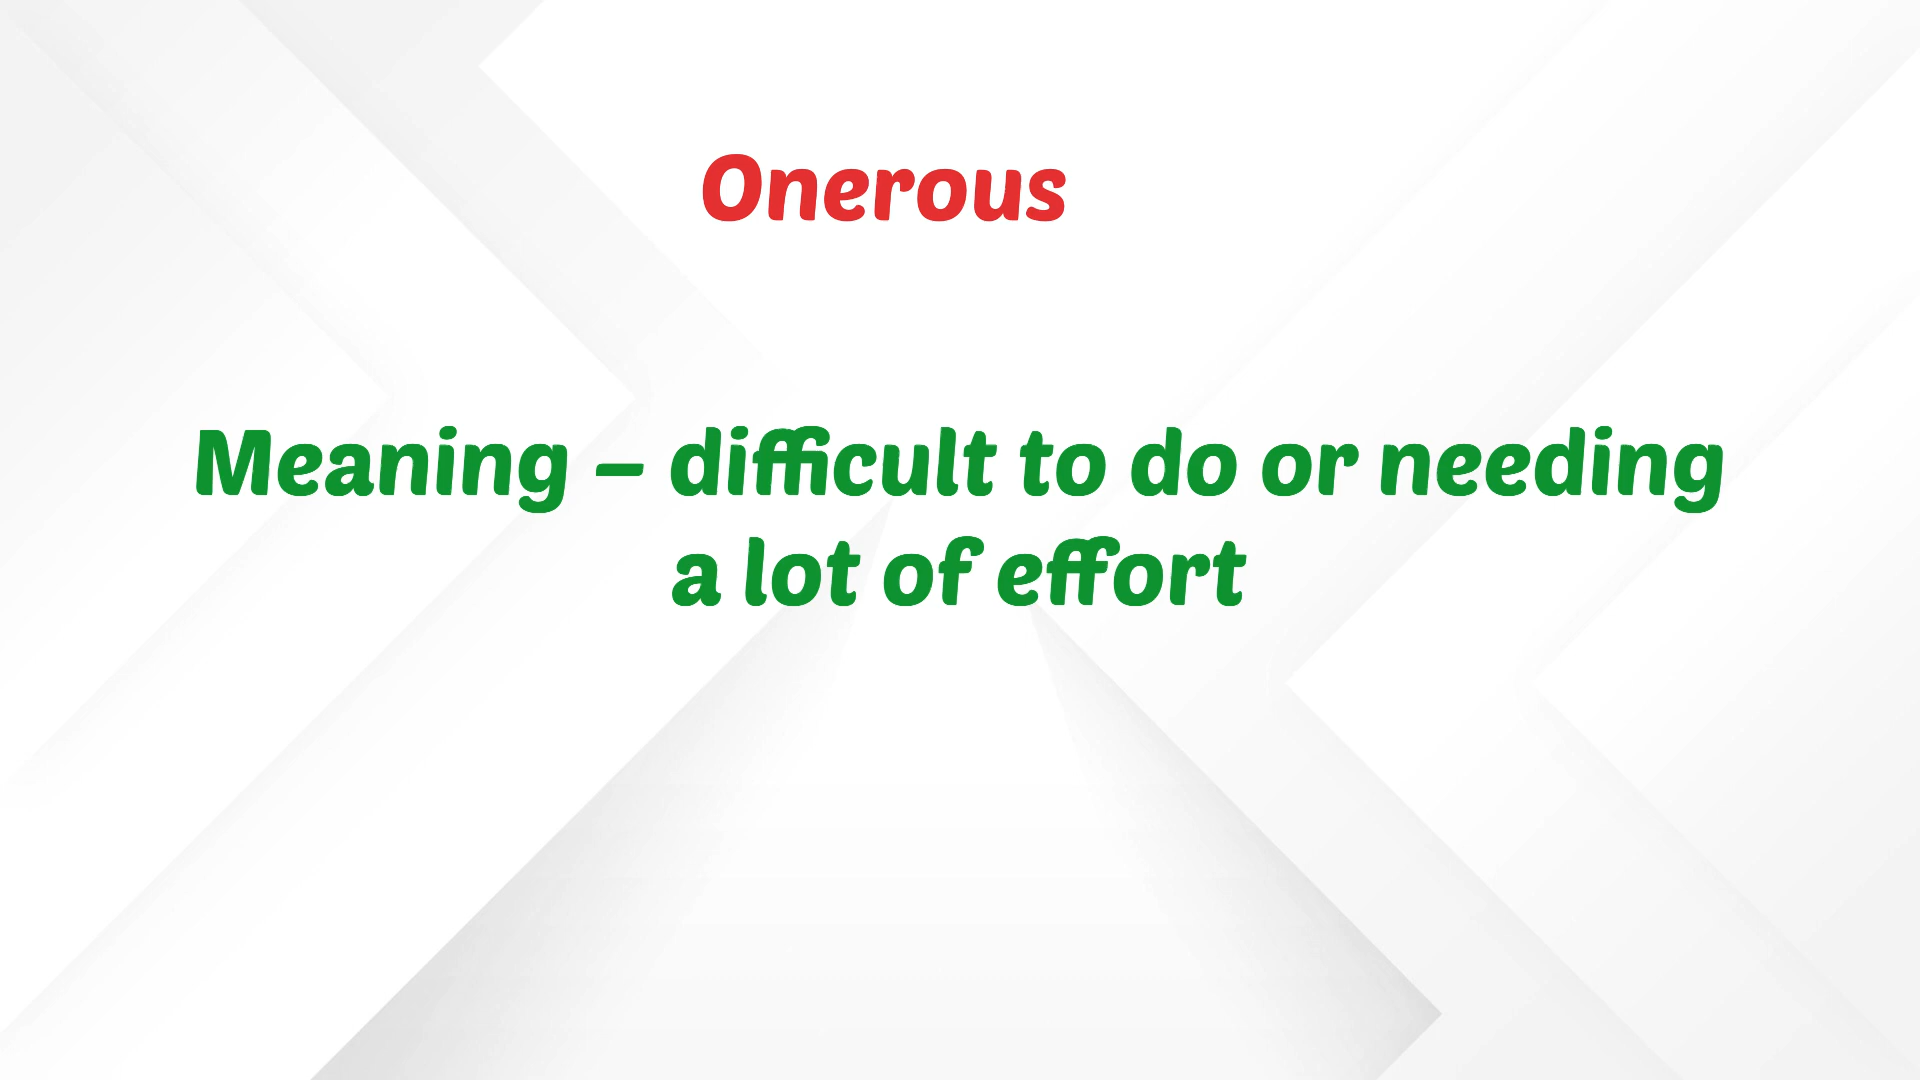 Onerous
Meaning – difficult to do or needing
a lot of effort